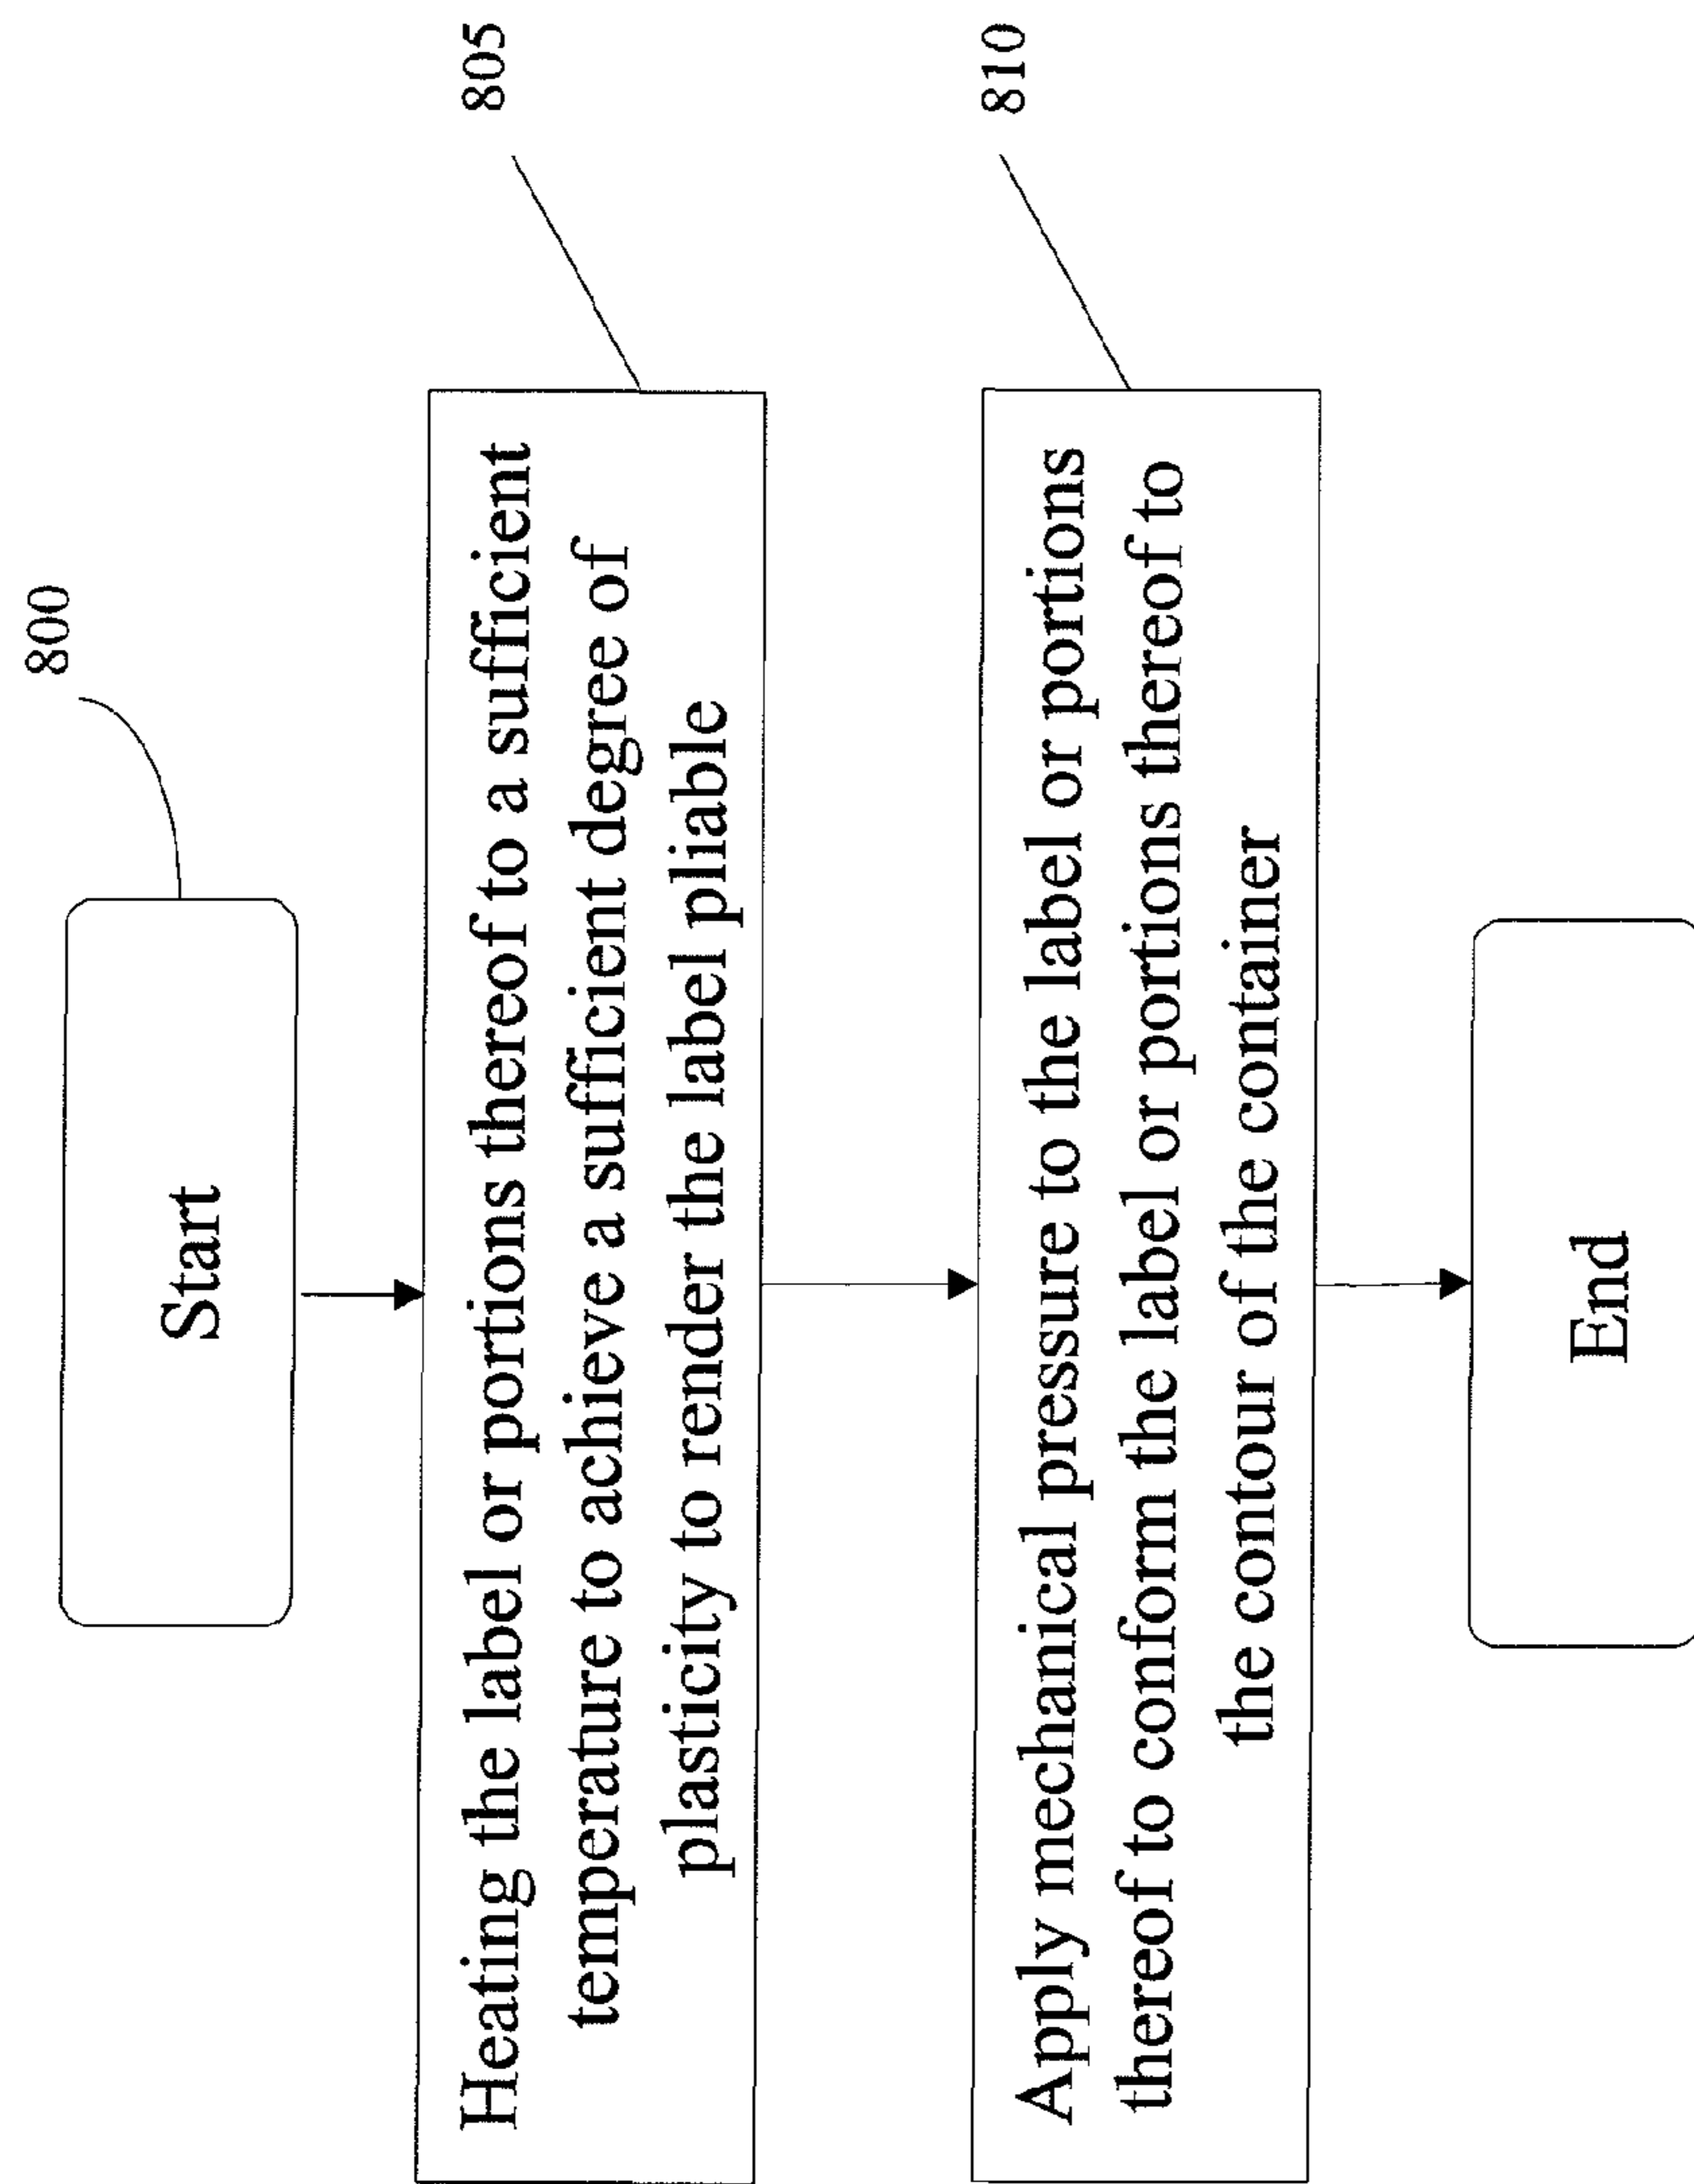 800
Start
805
Heating the label or portions thereof to a sufficient
temperature to achieve a sufficient degree of
plasticity to render the label pliable
810
Apply mechanical pressure to the label or portions
thereof to conform the label or portions thereof to
the contour of the container
End